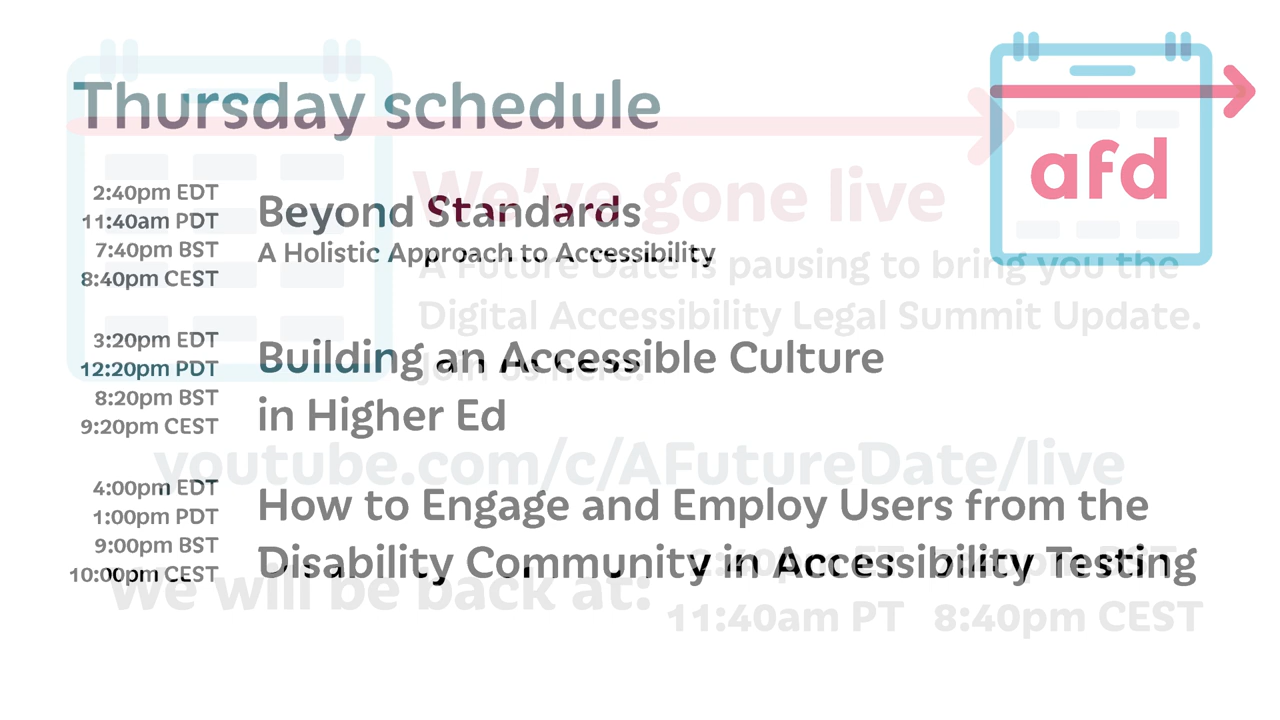 Thursday schedule
afd
2:40pm EDT
11:40am PDT
7:40pm BST
8:40pm CEST
Beyond Standards
A Holistic Approach to Accessibility
We've gone live
A Future Date is pausing to bring you the
Digital Accessibility Legal Summit Update.
Join us here:
3:20pm EDT
12:20pm PDT
8:20pm BST
9:20pm CEST
Building an Accessible Culture
in Higher Ed
youtube.com/c/AFutureDate/live
4:00pm EDT
1:00pm PDT
9:00pm BST
10:00pm CEST
How to Engage and Employ Users from the
Disability Community in Accessibility Testing
We will be back at:
11:40am PT 8:40pm CEST